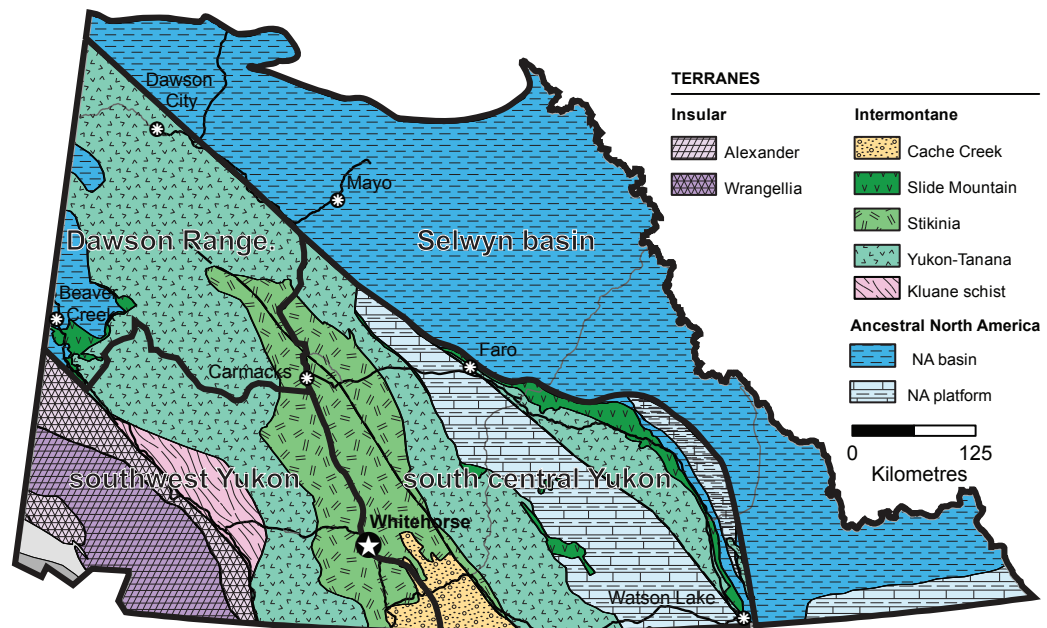 Dawson
City
Mayo
Dawson Range.
Selwyn basin
Beaver
Creek
Faro
Carmacks
southwest Yukon
south central Yukon
Whitehorse
Watson Lake
TERRANES
Insular
Alexander
Wrangellia
Intermontane
Cache Creek
Slide Mountain
Stikinia
Yukon-Tanana
Kluane schist
Ancestral North America
NA basin
NA platform
0 125
Kilometres